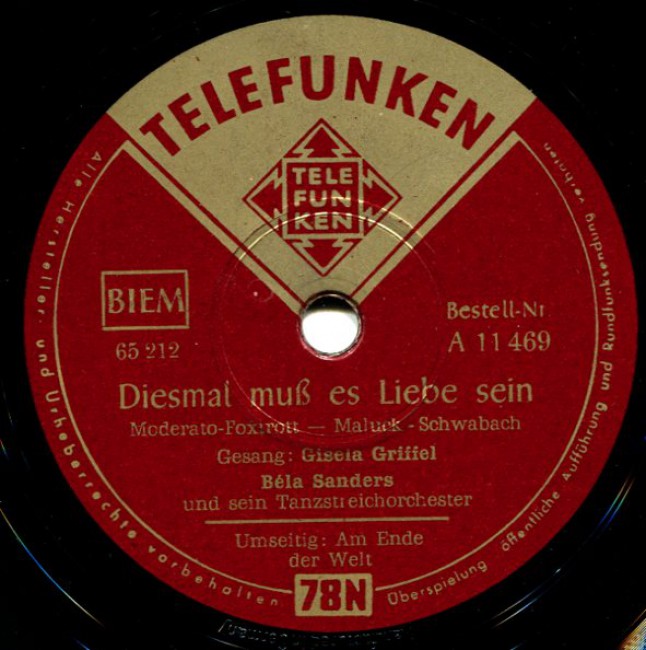 TELEFUNKEN
TELE
FUN
KEN
BIEM
65 212
Bestell-Nr.
A 11 469
Diesmal muß es Liebe sein
Moderato-Foxtrott — Maluck - Schwabach
Gesang: Gisela Griffel
Béla Sanders
und sein Tanzstreichorchester
Umseitig: Am Ende
der Welt
78N
Alle Hersteller- und Urheberrechte vorbehalten
Überspielung öffentliche Aufführung und Rundfunksendung verboten